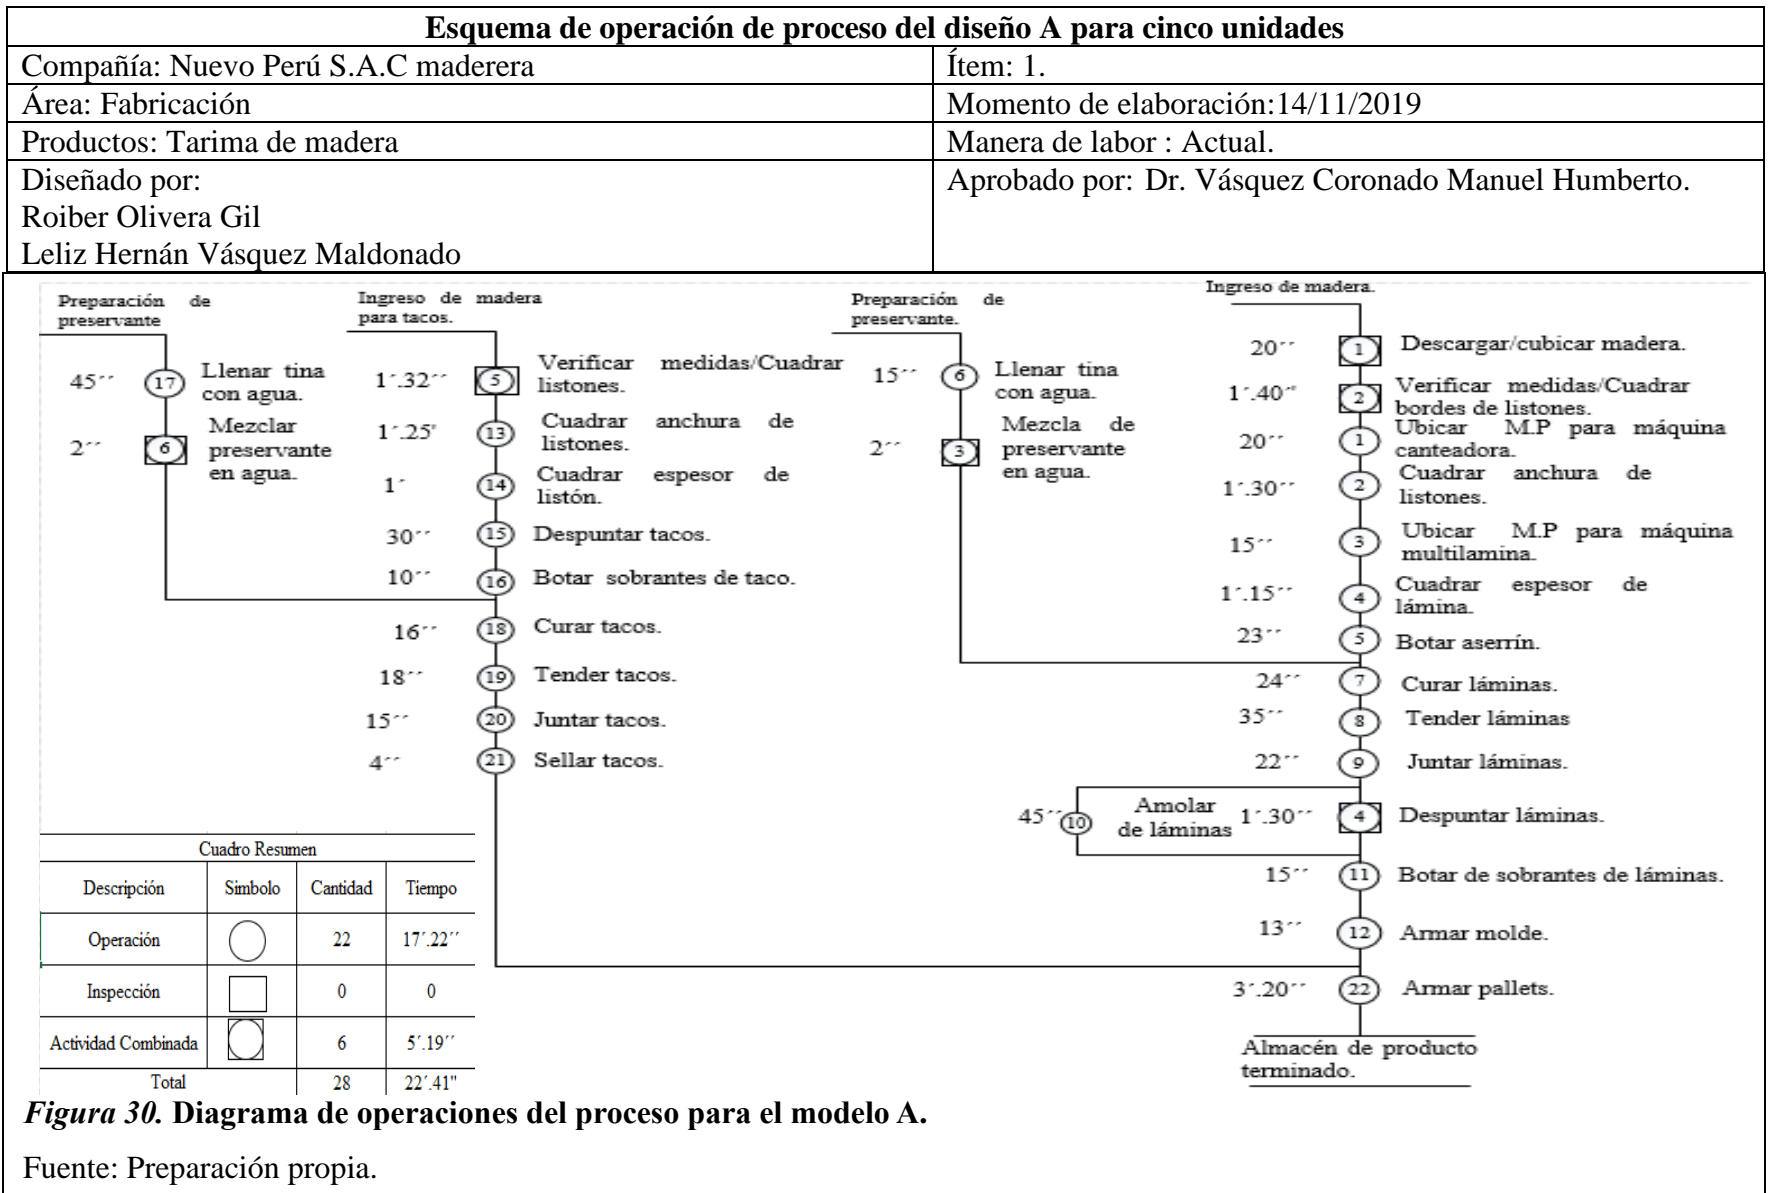 Esquema de operación de proceso del diseño A para cinco unidades
Compañía: Nuevo Perú S.A.C maderera
Ítem: 1.
Área: Fabricación
Momento de elaboración:14/11/2019
Productos: Tarima de madera
Manera de labor : Actual.
Diseñado por:
Roiber Olivera Gil
Leliz Hernán Vásquez Maldonado
Aprobado por: Dr. Vásquez Coronado Manuel Humberto.
Preparación de
preservante
45´´ 17 Llenar tina
con agua.
2´´ 6 Mezclar
preservante
en agua.
Ingreso de madera
para tacos.
1´.32´´ 5 Verificar medidas/Cuadrar
listones.
1´.25" 13 Cuadrar anchura de
listones.
1´ 14 Cuadrar espesor de
listón.
30´´ 15 Despuntar tacos.
10´´ 16 Botar sobrantes de taco.
16´´ 18 Curar tacos.
18´´ 19 Tender tacos.
15´´ 20 Juntar tacos.
4´´ 21 Sellar tacos.
Preparación de
preservante.
15´´ 6 Llenar tina
con agua.
2´´ 3 Mezcla de
preservante
en agua.
Ingreso de madera.
20´´ 1 Descargar/cubicar madera.
1´.40´´ 2 Verificar medidas/Cuadrar
bordes de listones.
20´´ 1 Ubicar M.P para máquina
canteadora.
1´.30´´ 2 Cuadrar anchura de
listones.
15´´ 3 Ubicar M.P para máquina
multilamina.
1´.15´´ 4 Cuadrar espesor de
lámina.
23´´ 5 Botar aserrín.
24´´ 7 Curar láminas.
35´´ 8 Tender láminas
22´´ 9 Juntar láminas.
45´´ 10 Amolar
de láminas
1´.30´´ 4 Despuntar láminas.
15´´ 11 Botar de sobrantes de láminas.
13´´ 12 Armar molde.
3´.20´´ 22 Armar pallets.
Almacén de producto
terminado.
Cuadro Resumen
Descripción Simbolo Cantidad Tiempo
Operación 22 17´.22´´
Inspección 0 0
Actividad Combinada 6 5´.19´´
Total 28 22´.41"
Figura 30. Diagrama de operaciones del proceso para el modelo A.
Fuente: Preparación propia.